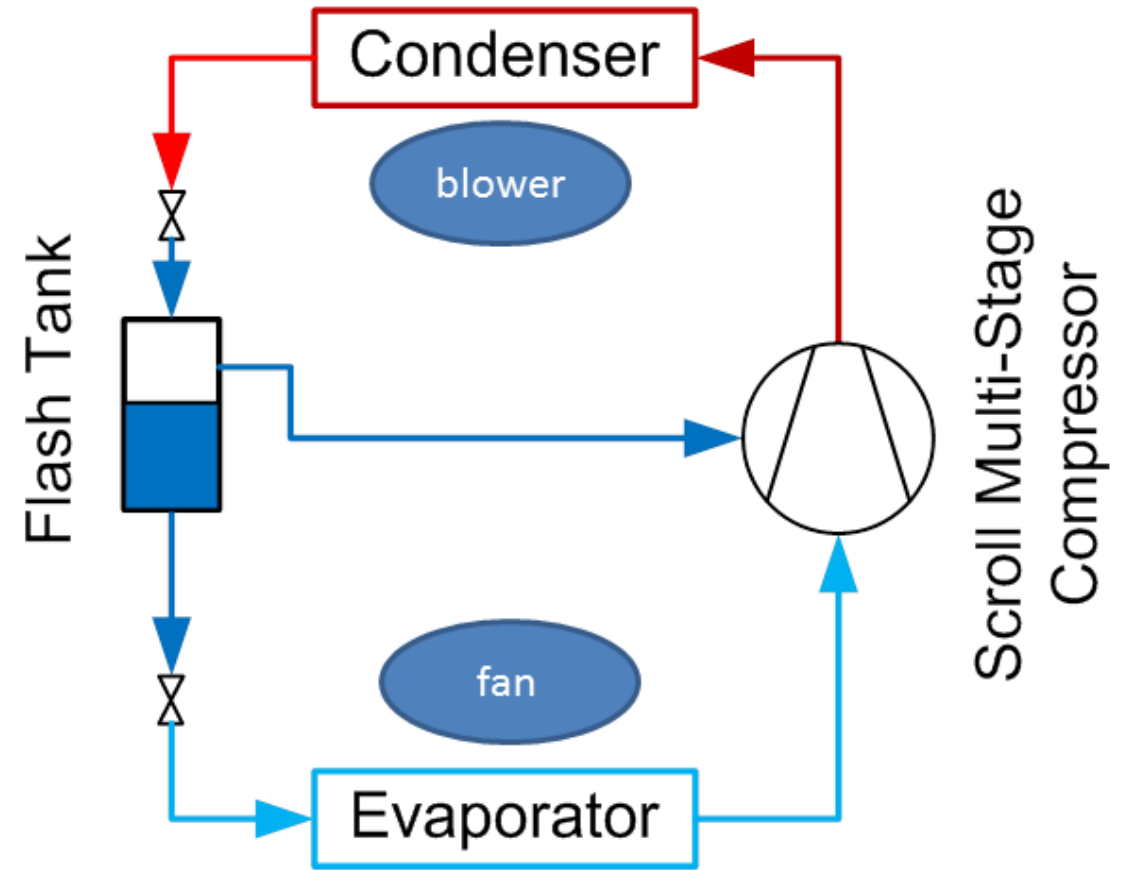 Condenser
blower
Flash Tank
Scroll Multi-Stage
Compressor
fan
Evaporator